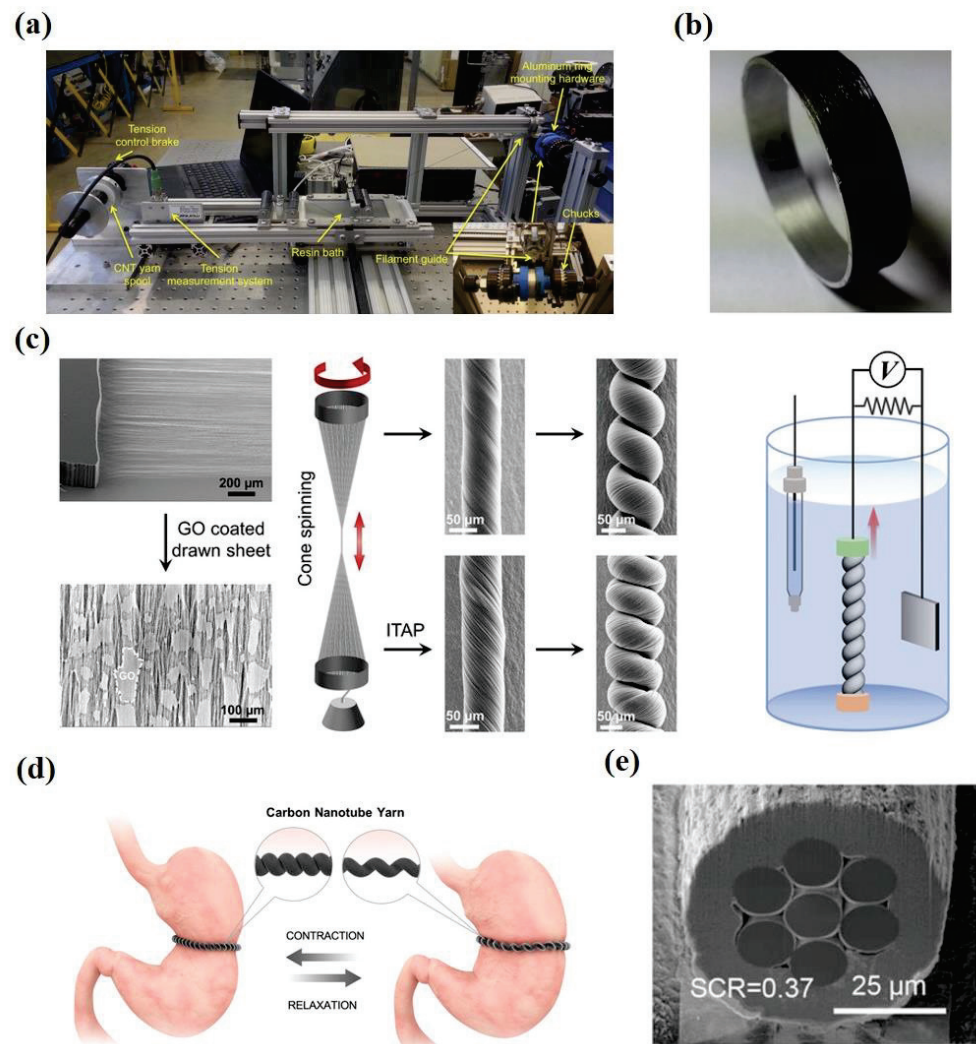 (a)
Tension
control brake
CNT yarn
spool
Tension
measurement system
Resin bath
Filament guide
Chucks
Aluminum ring
mounting hardware
(b)
(c)
200 µm
GO coated
drawn sheet
GO
100 µm
Cone spinning
50 µm
50 µm
ITAP
50 µm
50 µm
V
(d)
Carbon Nanotube Yarn
CONTRACTION
RELAXATION
(e)
SCR=0.37
25 µm